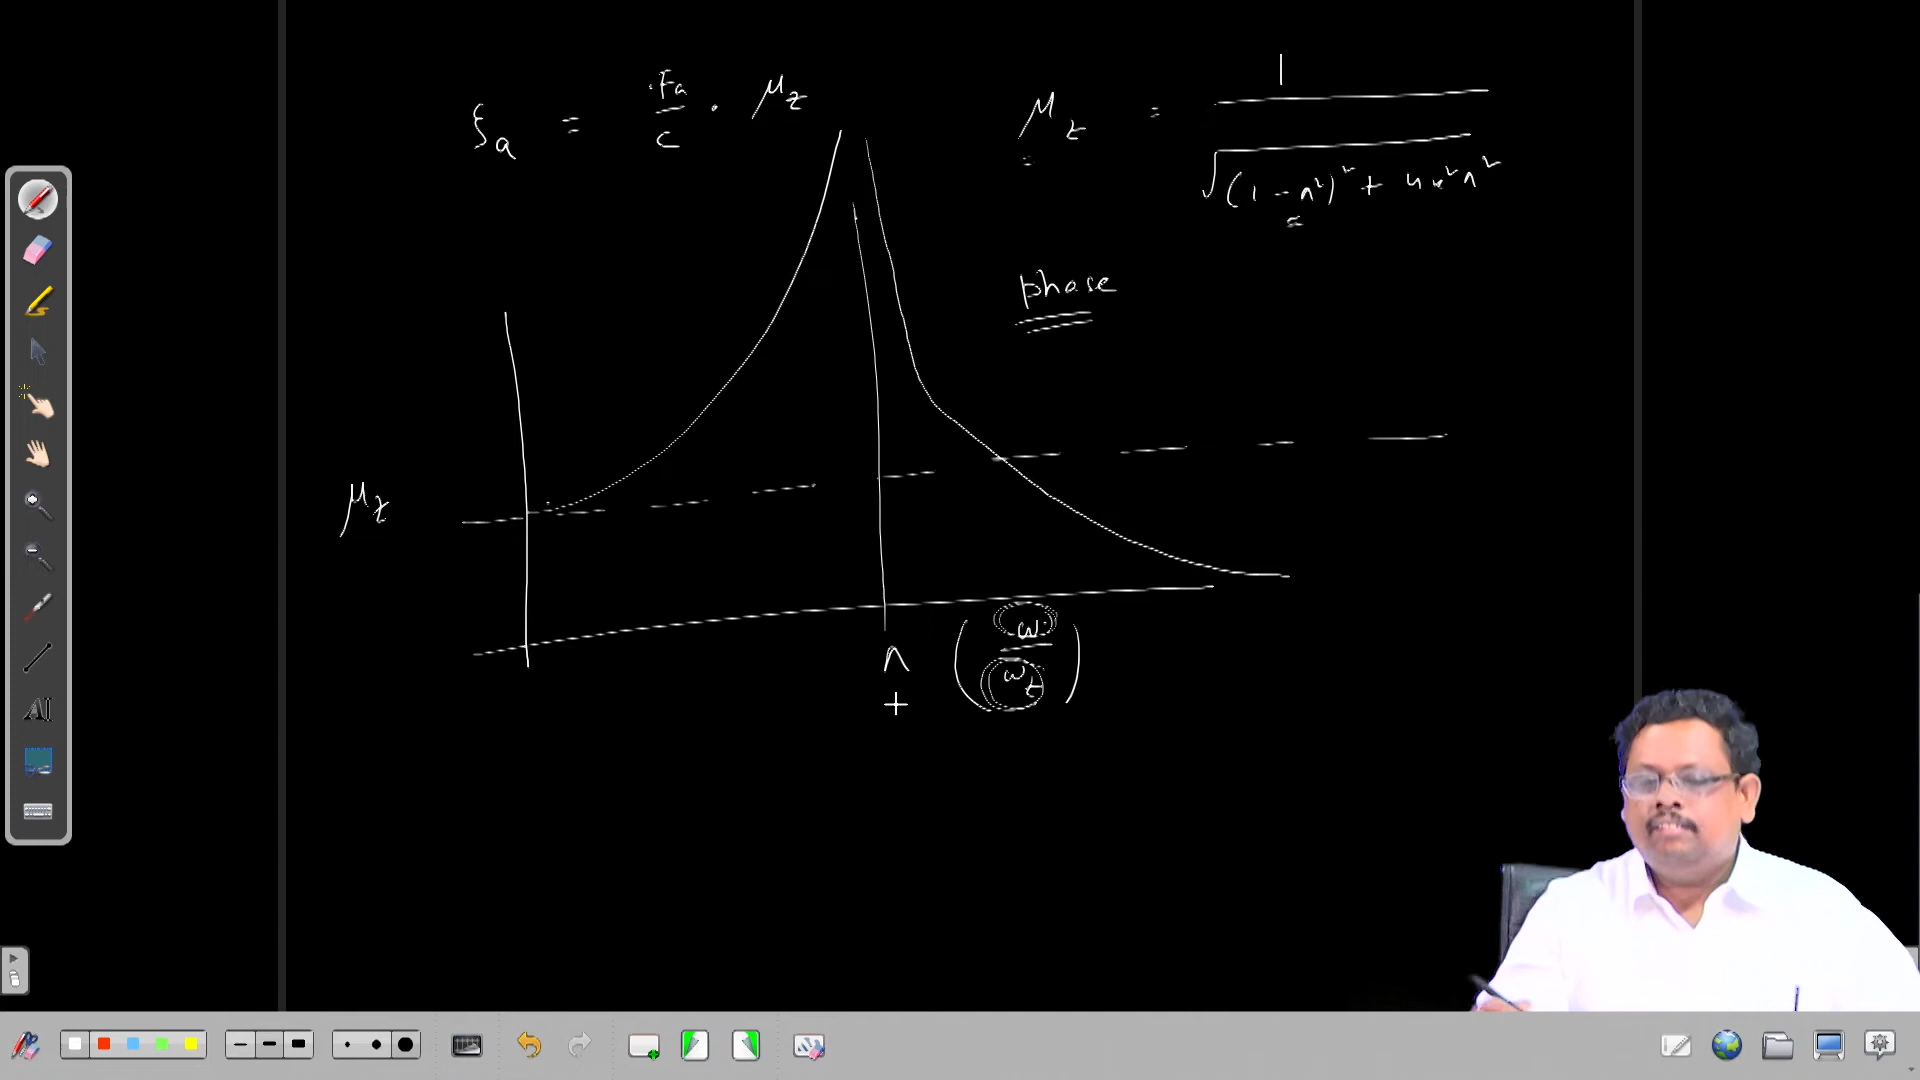 ξa = Fa/c . μz
μz = 1/√((1-n²)² + 4κ²n²)
phase
μz
n (ω/ωz)
+